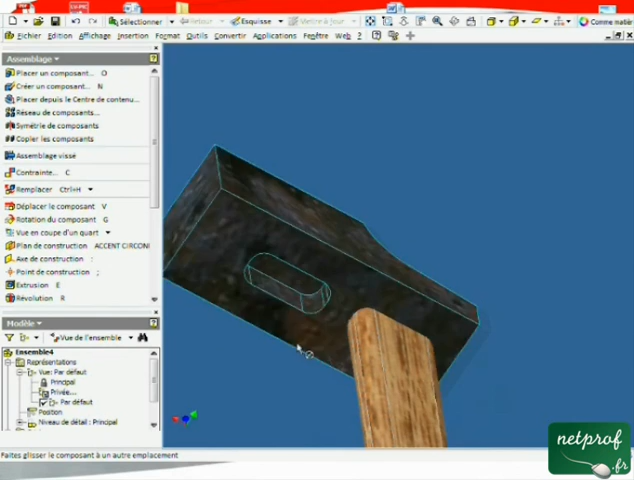 Sélectionner
Retour
Esquisse
Mettre à jour
Comme matéri
Fichier Edition Affichage Insertion Format Outils Convertir Applications Fenêtre Web ?
Assemblage
Placer un composant... O
Créer un composant... N
Placer depuis le Centre de contenu...
Réseau de composants...
Symétrie de composants
Copier les composants
Assemblage vissé
Contrainte...
Remplacer Ctrl+H
Déplacer le composant V
Rotation du composant G
Vue en coupe d'un quart
Plan de construction ACCENT CIRCON
Axe de construction :
Point de construction ;
Extrusion E
Révolution R
Modèle
Vue de l'ensemble
Ensemble4
Représentations
Vue: Par défaut
Principal
Privée...
Par défaut
Position
Niveau de détail : Principal
Faites glisser le composant à un autre emplacement
netprof
.fr